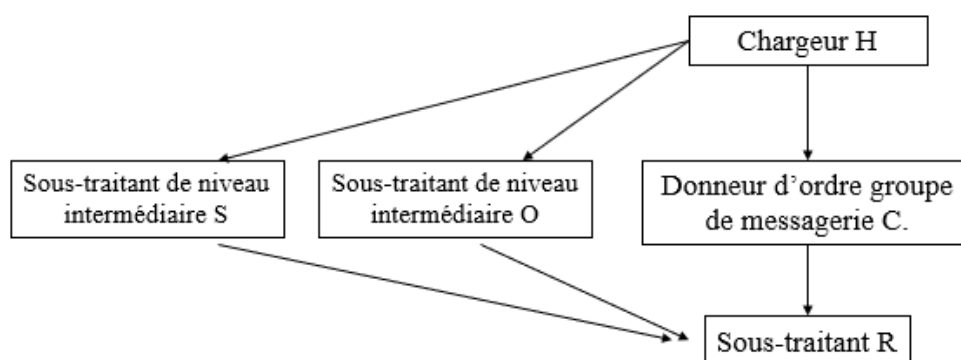 Chargeur H
Sous-traitant de niveau
intermédiaire S
Sous-traitant de niveau
intermédiaire O
Donneur d’ordre groupe
de messagerie C.
Sous-traitant R